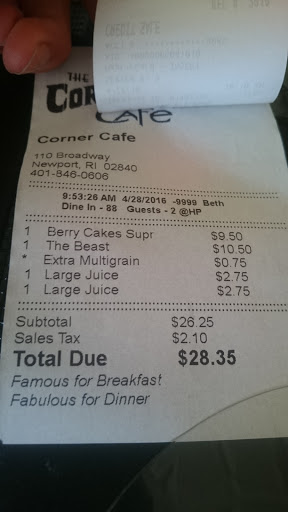 THE
Cafe
Corner Cafe
110 Broadway
Newport, RI 02840
401-846-0606
9:53:26 AM 4/28/2016 -9999 Beth
Dine In - 88 Guests - 2 @HP
1 Berry Cakes Supr $9.50
1 The Beast $10.50
* Extra Multigrain $0.75
1 Large Juice $2.75
1 Large Juice $2.75
Subtotal $26.25
Sales Tax $2.10
Total Due $28.35
Famous for Breakfast
Fabulous for Dinner